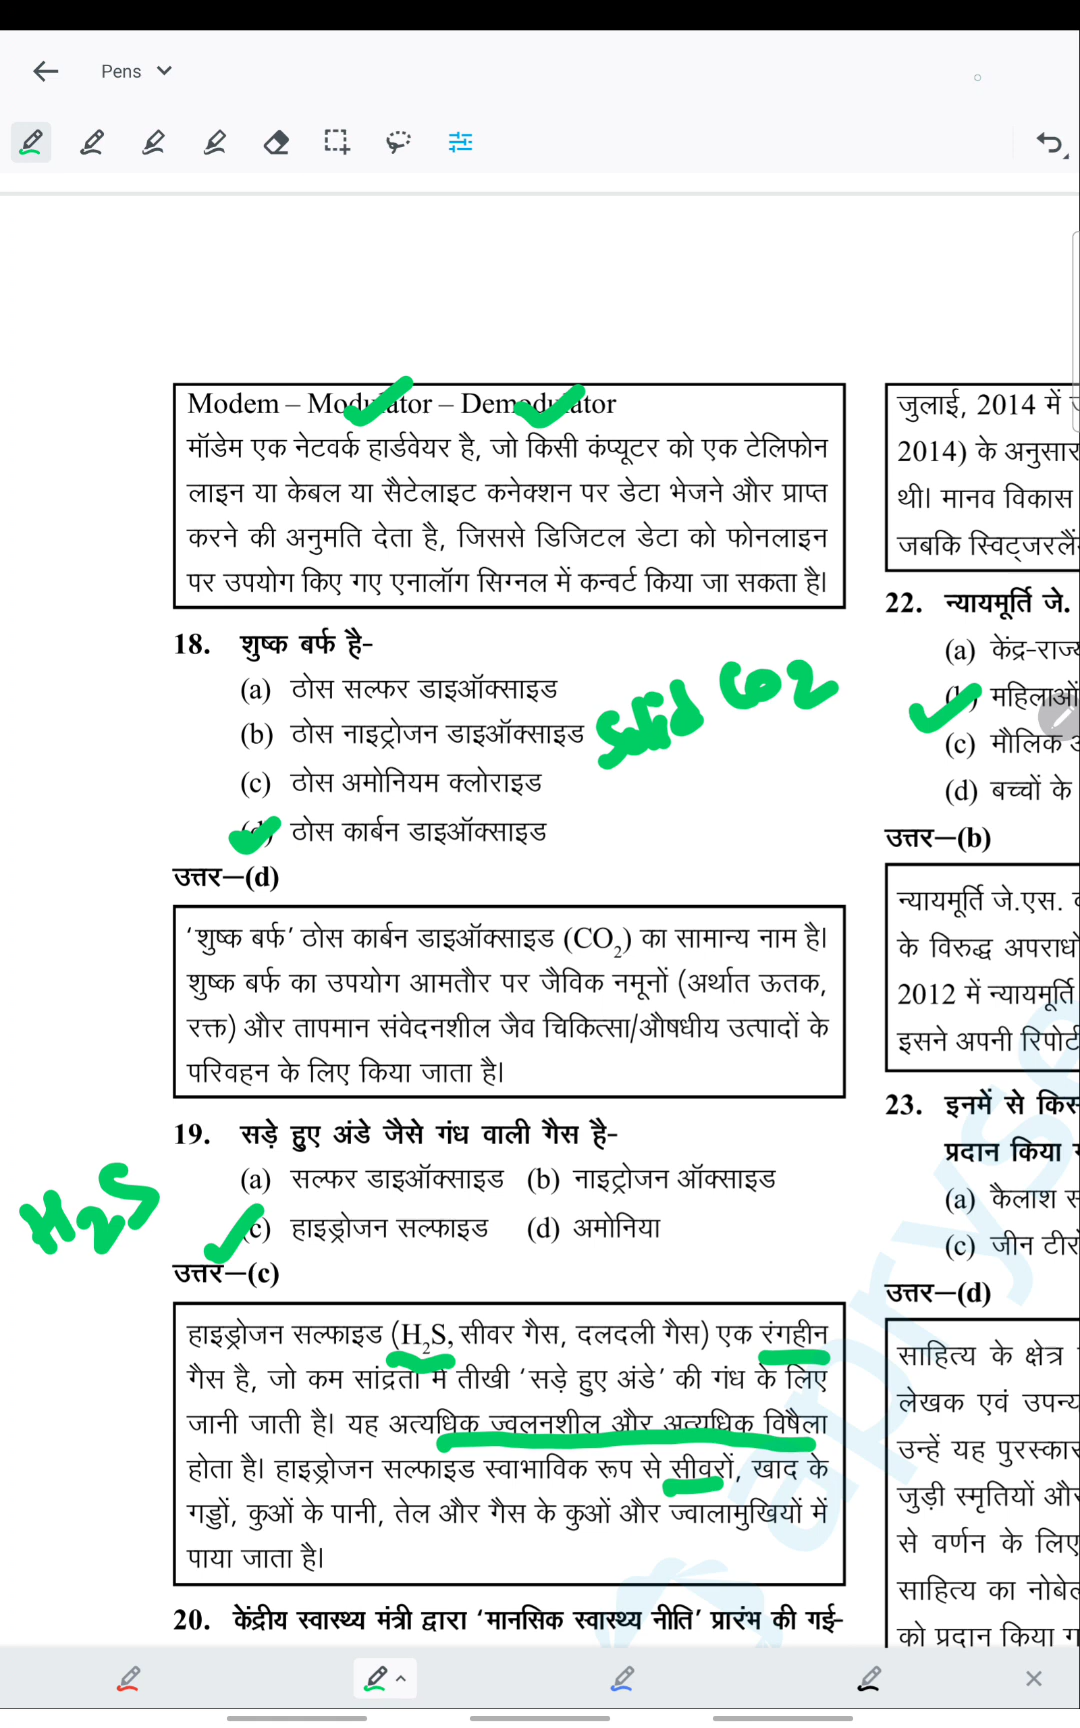 Pens
Modem – Modulator – Demodulator
मॉडेम एक नेटवर्क हार्डवेयर है, जो किसी कंप्यूटर को एक टेलिफोन
लाइन या केबल या सैटेलाइट कनेक्शन पर डेटा भेजने और प्राप्त
करने की अनुमति देता है, जिससे डिजिटल डेटा को फोनलाइन
पर उपयोग किए गए एनालॉग सिग्नल में कन्वर्ट किया जा सकता है।
18. शुष्क बर्फ है-
(a) ठोस सल्फर डाइऑक्साइड
(b) ठोस नाइट्रोजन डाइऑक्साइड
Solid CO2
(c) ठोस अमोनियम क्लोराइड
(d) ठोस कार्बन डाइऑक्साइड
उत्तर—(d)
'शुष्क बर्फ' ठोस कार्बन डाइऑक्साइड (CO₂) का सामान्य नाम है।
शुष्क बर्फ का उपयोग आमतौर पर जैविक नमूनों (अर्थात ऊतक,
रक्त) और तापमान संवेदनशील जैव चिकित्सा/औषधीय उत्पादों के
परिवहन के लिए किया जाता है।
19. सड़े हुए अंडे जैसे गंध वाली गैस है-
(a) सल्फर डाइऑक्साइड (b) नाइट्रोजन ऑक्साइड
H2S
(c) हाइड्रोजन सल्फाइड (d) अमोनिया
उत्तर—(c)
हाइड्रोजन सल्फाइड (H₂S, सीवर गैस, दलदली गैस) एक रंगहीन
गैस है, जो कम सांद्रता में तीखी 'सड़े हुए अंडे' की गंध के लिए
जानी जाती है। यह अत्यधिक ज्वलनशील और अत्यधिक विषैला
होता है। हाइड्रोजन सल्फाइड स्वाभाविक रूप से सीवरों, खाद के
गड्ढों, कुओं के पानी, तेल और गैस के कुओं और ज्वालामुखियों में
पाया जाता है।
20. केंद्रीय स्वास्थ्य मंत्री द्वारा 'मानसिक स्वास्थ्य नीति' प्रारंभ की गई-
जुलाई, 2014 में
2014) के अनुसार
थी। मानव विकास
जबकि
22. न्यायमूर्ति जे.
(a) केंद्र-राज्य
(b) महिलाओं
(c) मौलिक
(d) बच्चों के
उत्तर—(b)
न्यायमूर्ति जे.एस.
के विरुद्ध
2012 में न्यायमूर्ति
इसने अपनी रिपोर्ट
23. इनमें से किस
प्रदान किया
(a) कैलाश
(c) जीन
उत्तर—(d)
साहित्य के क्षेत्र
लेखक एवं
उन्हें यह पुरस्कार
जुड़ी स्मृतियों और
से वर्णन के लिए
साहित्य का
को प्रदान किया
apryse